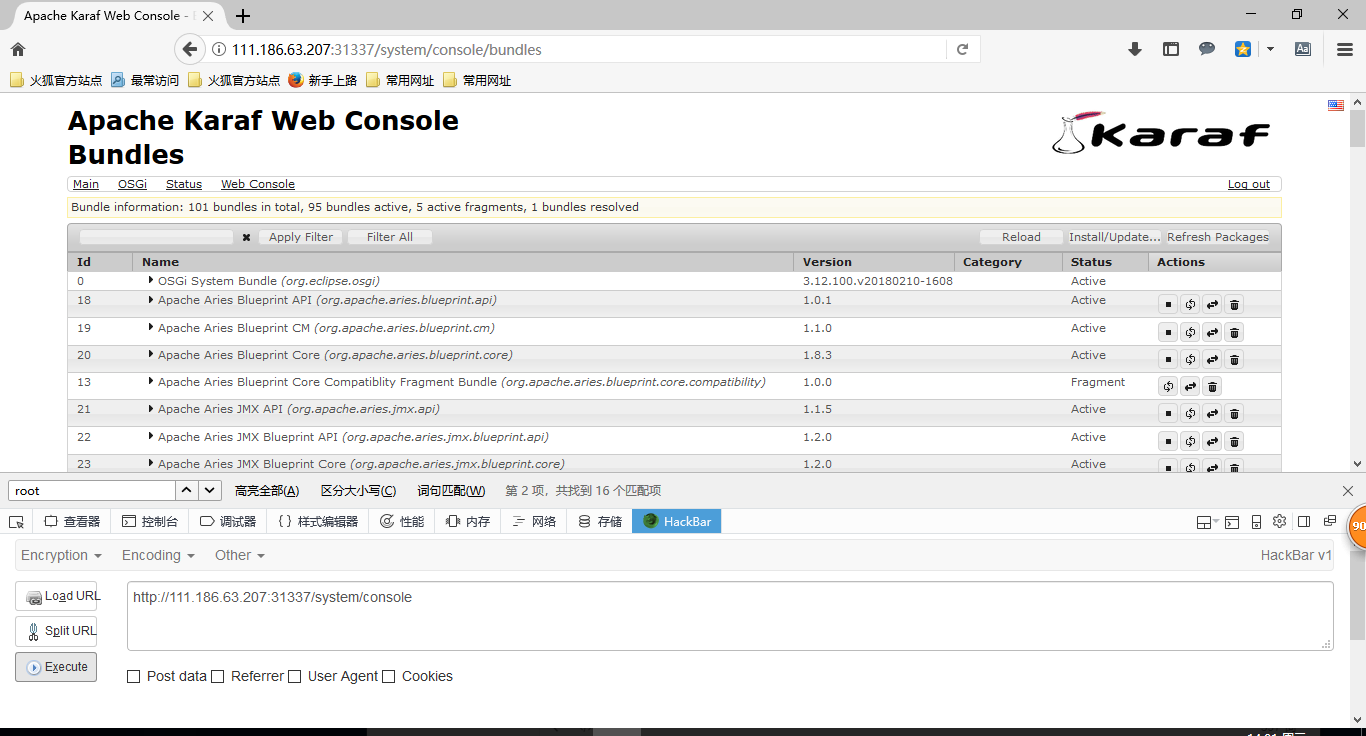 Apache Karaf Web Console -
111.186.63.207:31337/system/console/bundles
火狐官方站点 最常访问 火狐官方站点 新手上路 常用网址 常用网址
Apache Karaf Web Console
Bundles
Karaf
Main OSGi Status Web Console Log out
Bundle information: 101 bundles in total, 95 bundles active, 5 active fragments, 1 bundles resolved
Apply Filter Filter All Reload Install/Update... Refresh Packages
Id Name Version Category Status Actions
0 OSGi System Bundle (org.eclipse.osgi) 3.12.100.v20180210-1608 Active
18 Apache Aries Blueprint API (org.apache.aries.blueprint.api) 1.0.1 Active
19 Apache Aries Blueprint CM (org.apache.aries.blueprint.cm) 1.1.0 Active
20 Apache Aries Blueprint Core (org.apache.aries.blueprint.core) 1.8.3 Active
13 Apache Aries Blueprint Core Compatiblity Fragment Bundle (org.apache.aries.blueprint.core.compatibility) 1.0.0 Fragment
21 Apache Aries JMX API (org.apache.aries.jmx.api) 1.1.5 Active
22 Apache Aries JMX Blueprint API (org.apache.aries.jmx.blueprint.api) 1.2.0 Active
23 Apache Aries JMX Blueprint Core (org.apache.aries.jmx.blueprint.core) 1.2.0 Active
root 高亮全部(A) 区分大小写(C) 词句匹配(W) 第 2 项，共找到 16 个匹配项
查看器 控制台 调试器 {} 样式编辑器 性能 内存 网络 存储 HackBar
90
Encryption Encoding Other HackBar v1
Load URL http://111.186.63.207:31337/system/console
Split URL
Execute
Post data Referrer User Agent Cookies